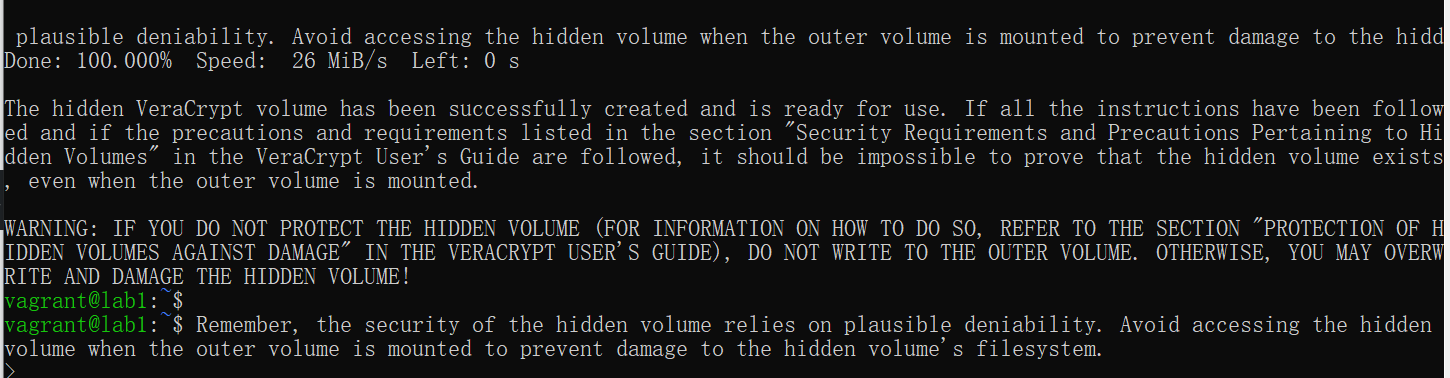 plausible deniability. Avoid accessing the hidden volume when the outer volume is mounted to prevent damage to the hidd
Done: 100.000%  Speed:  26 MiB/s  Left: 0 s
The hidden VeraCrypt volume has been successfully created and is ready for use. If all the instructions have been follow
ed and if the precautions and requirements listed in the section "Security Requirements and Precautions Pertaining to Hi
dden Volumes" in the VeraCrypt User's Guide are followed, it should be impossible to prove that the hidden volume exists
, even when the outer volume is mounted.
WARNING: IF YOU DO NOT PROTECT THE HIDDEN VOLUME (FOR INFORMATION ON HOW TO DO SO, REFER TO THE SECTION "PROTECTION OF H
IDDEN VOLUMES AGAINST DAMAGE" IN THE VERACRYPT USER'S GUIDE), DO NOT WRITE TO THE OUTER VOLUME. OTHERWISE, YOU MAY OVERW
RITE AND DAMAGE THE HIDDEN VOLUME!
vagrant@lab1:~$
vagrant@lab1:~$ Remember, the security of the hidden volume relies on plausible deniability. Avoid accessing the hidden
volume when the outer volume is mounted to prevent damage to the hidden volume's filesystem.
>